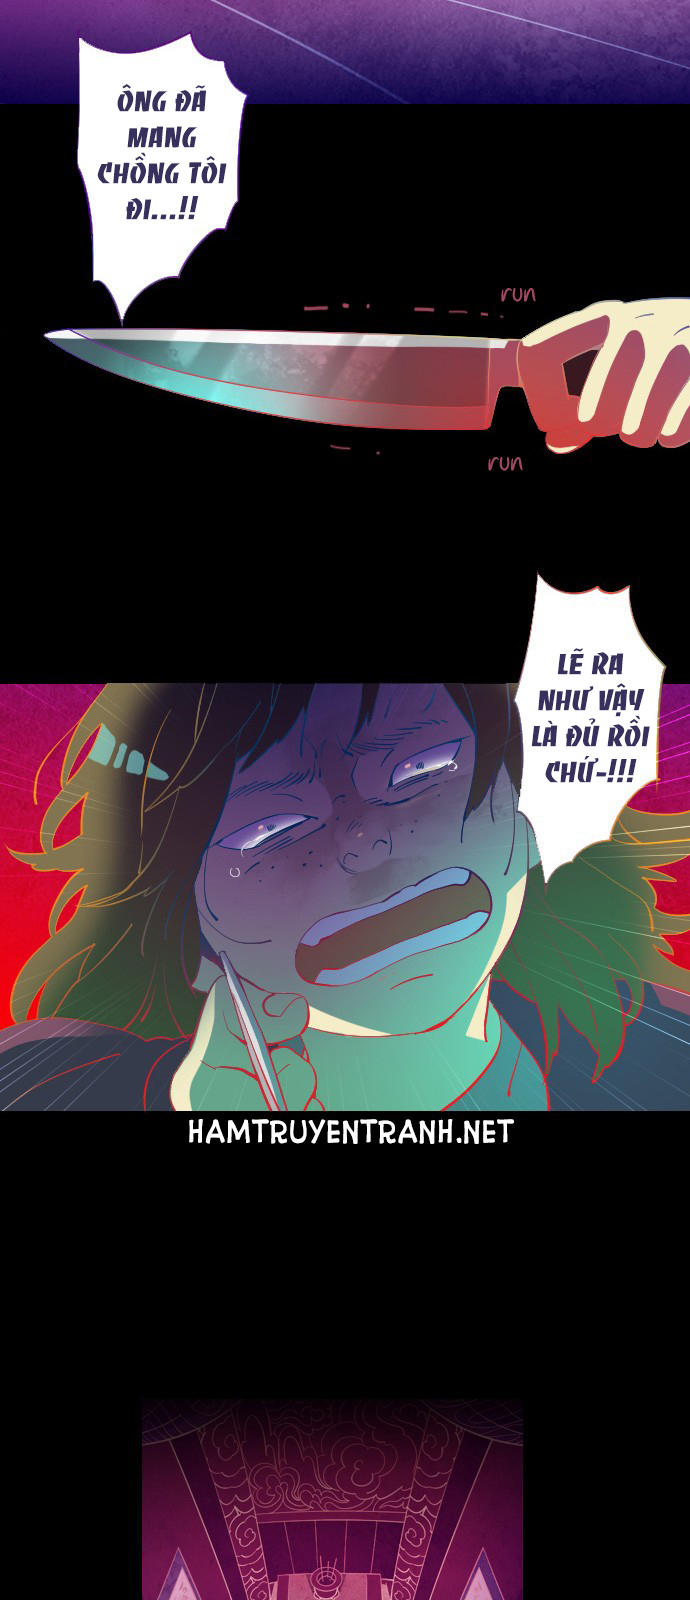 ÔNG ĐÃ
MANG
CHỒNG TÔI
ĐI...!!
run
run
LẼ RA
NHƯ VẬY
LÀ ĐỦ RỒI
CHỨ-!!!
HAMTRUYENTRANH.NET